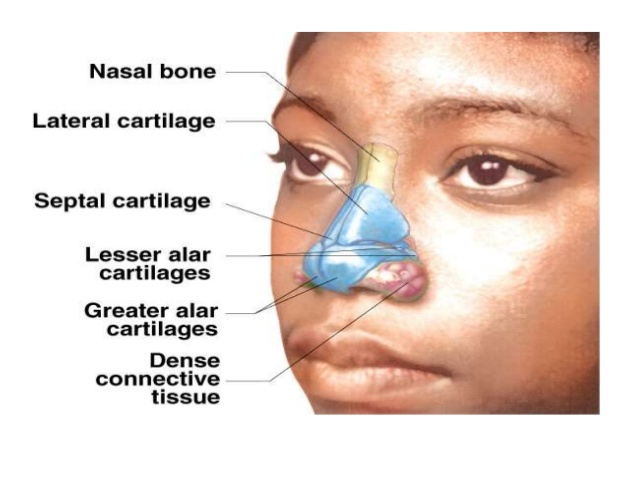 Nasal bone
Lateral cartilage
Septal cartilage
Lesser alar
cartilages
Greater alar
cartilages
Dense
connective
tissue